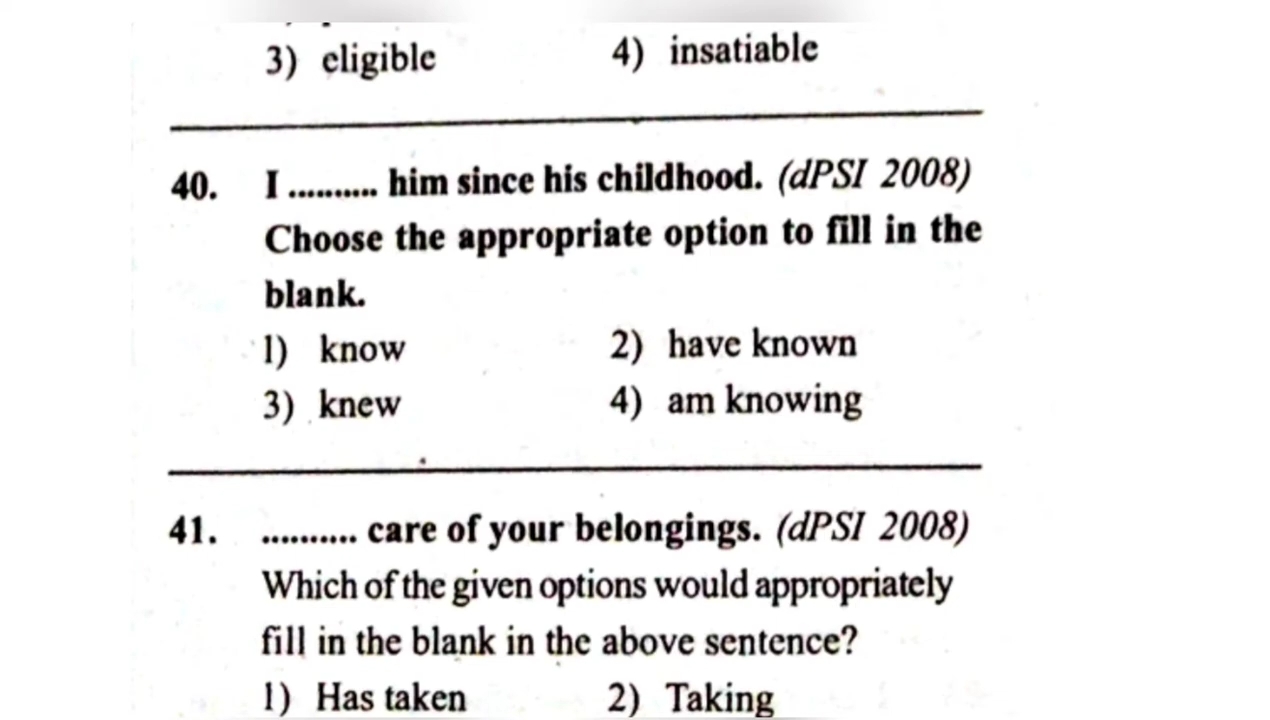 3) eligible 4) insatiable
40. I .......... him since his childhood. (dPSI 2008)
Choose the appropriate option to fill in the
blank.
1) know 2) have known
3) knew 4) am knowing
41. .......... care of your belongings. (dPSI 2008)
Which of the given options would appropriately
fill in the blank in the above sentence?
1) Has taken 2) Taking